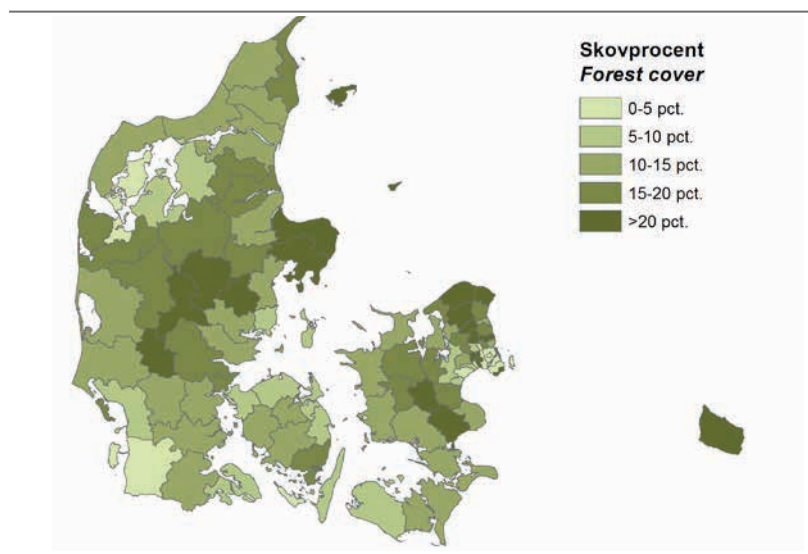 Skovprocent
Forest cover
0-5 pct.
5-10 pct.
10-15 pct.
15-20 pct.
>20 pct.